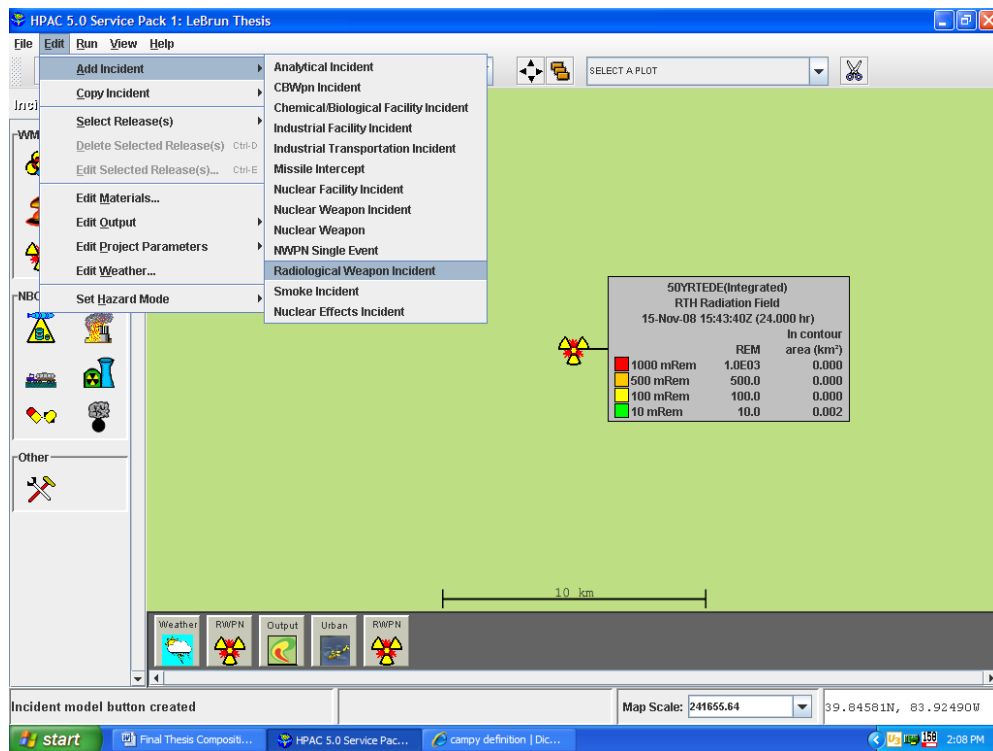 HPAC 5.0 Service Pack 1: LeBrun Thesis
File Edit Run View Help
SELECT A PLOT
Add Incident
Copy Incident
Select Release(s)
Delete Selected Release(s) Ctrl-D
Edit Selected Release(s)... Ctrl-E
Edit Materials...
Edit Output
Edit Project Parameters
Edit Weather...
Set Hazard Mode
Analytical Incident
CBWpn Incident
Chemical/Biological Facility Incident
Industrial Facility Incident
Industrial Transportation Incident
Missile Intercept
Nuclear Facility Incident
Nuclear Weapon Incident
Nuclear Weapon
NWPN Single Event
Radiological Weapon Incident
Smoke Incident
Nuclear Effects Incident
Inci
WM
NBC
Other
50YRTEDE(Integrated)
RTH Radiation Field
15-Nov-08 15:43:40Z (24.000 hr)
In contour
REM area (km²)
1000 mRem 1.0E03 0.000
500 mRem 500.0 0.000
100 mRem 100.0 0.000
10 mRem 10.0 0.002
10 km
Weather RWPN Output Urban RWPN
Incident model button created
Map Scale: 241655.64
39.84581N, 83.92490W
start
Final Thesis Compositi...
HPAC 5.0 Service Pac...
campy definition | Dic...
U3 158 2:08 PM